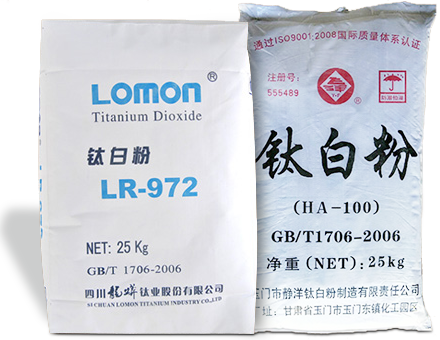 LOMON®
Titanium Dioxide
钛白粉
LR-972
NET: 25 Kg
GB/T 1706-2006
四川龙蟒钛业股份有限公司
SICHUAN LOMON TITANIUM INDUSTRY CO.,LTD
通过ISO9001:2008国际质量体系认证
注册号:
555489
钛白粉
(HA-100)
GB/T1706-2006
净重(NET):25kg
玉门市静洋钛白粉制造有限责任公司
厂址:甘肃省玉门市玉门东镇化工园区